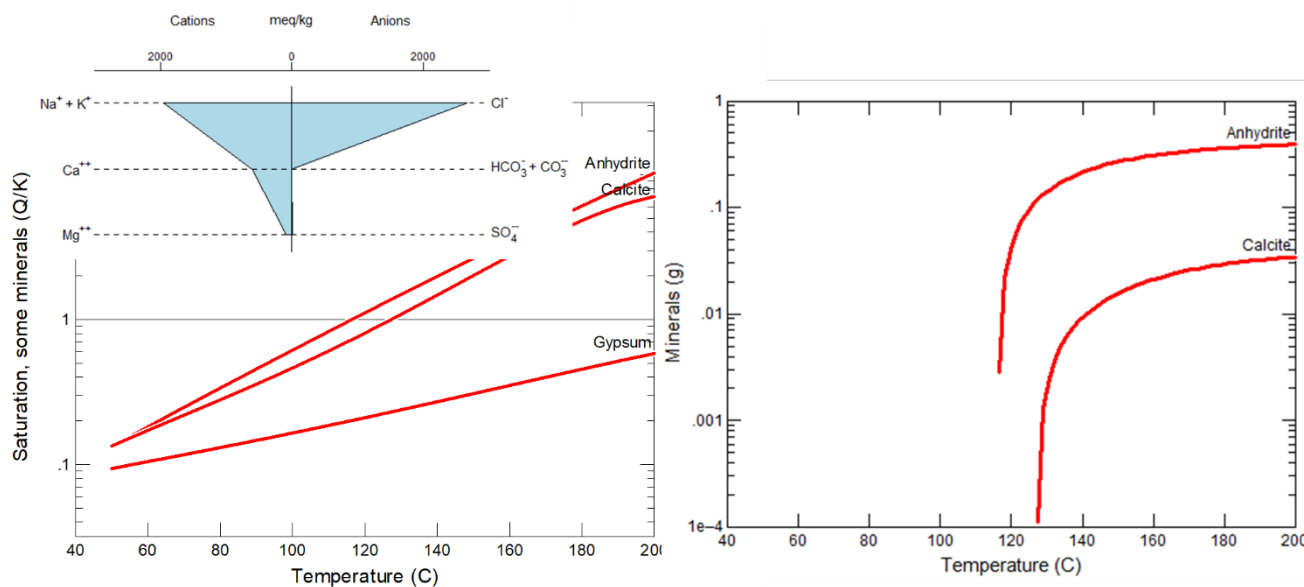 Cations meq/kg Anions
2000 0 2000
Na⁺ + K⁺ Cl⁻
Ca⁺⁺ HCO₃⁻ + CO₃⁻⁻
Mg⁺⁺ SO₄⁻⁻
Anhydrite
Calcite
Gypsum
1
.1
Saturation, some minerals (Q/K)
40 60 80 100 120 140 160 180 200
Temperature (C)
1
.1
.01
.001
1e–4
Minerals (g)
Anhydrite
Calcite
40 60 80 100 120 140 160 180 200
Temperature (C)